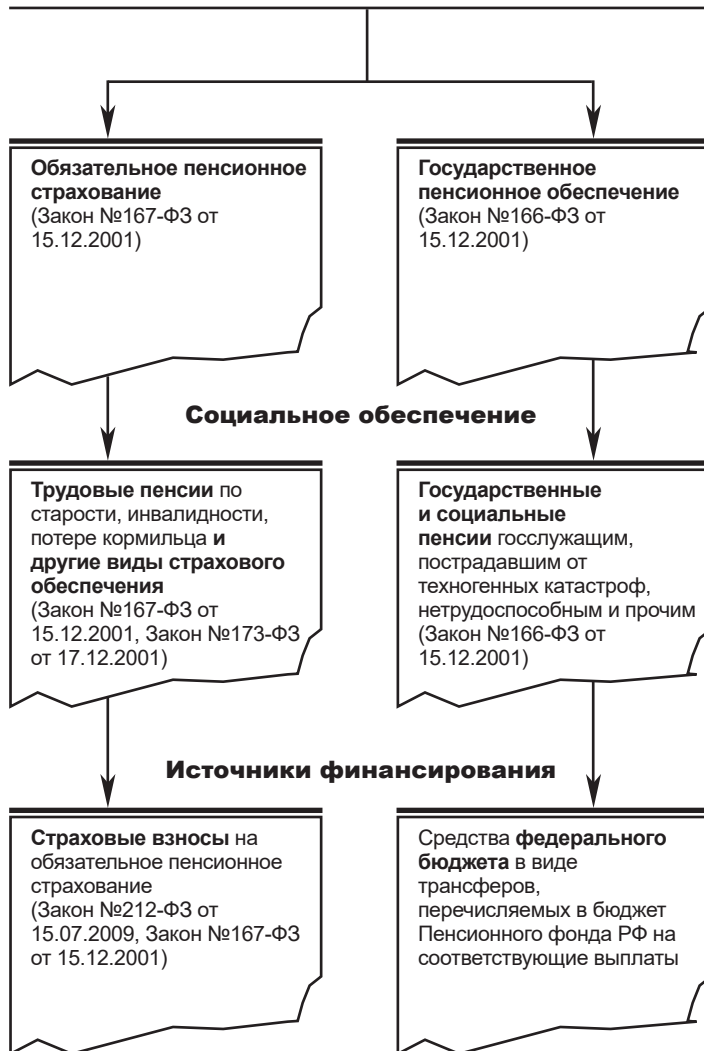 Обязательное пенсионное
страхование
(Закон №167-ФЗ от
15.12.2001)
Государственное
пенсионное обеспечение
(Закон №166-ФЗ от
15.12.2001)
Социальное обеспечение
Трудовые пенсии по
старости, инвалидности,
потере кормильца и
другие виды страхового
обеспечения
(Закон №167-ФЗ от
15.12.2001, Закон №173-ФЗ
от 17.12.2001)
Государственные
и социальные
пенсии госслужащим,
пострадавшим от
техногенных катастроф,
нетрудоспособным и прочим
(Закон №166-ФЗ от
15.12.2001)
Источники финансирования
Страховые взносы на
обязательное пенсионное
страхование
(Закон №212-ФЗ от
15.07.2009, Закон №167-ФЗ
от 15.12.2001)
Средства федерального
бюджета в виде
трансферов,
перечисляемых в бюджет
Пенсионного фонда РФ на
соответствующие выплаты